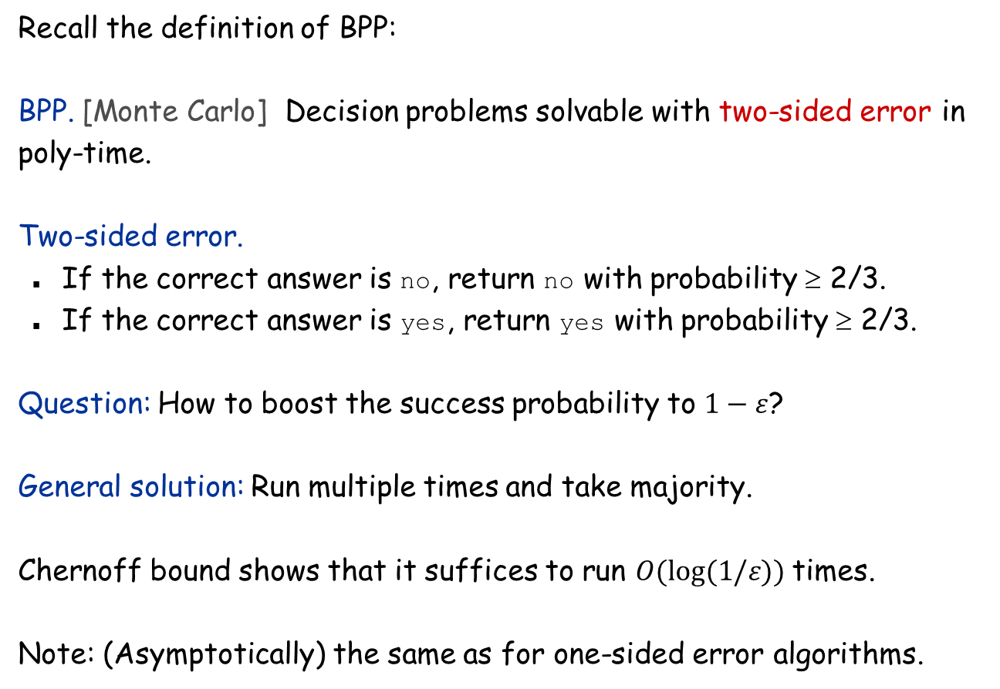 Recall the definition of BPP:
BPP. [Monte Carlo] Decision problems solvable with two-sided error in
poly-time.
Two-sided error.
▪ If the correct answer is no, return no with probability ≥ 2/3.
▪ If the correct answer is yes, return yes with probability ≥ 2/3.
Question: How to boost the success probability to 1 − ε?
General solution: Run multiple times and take majority.
Chernoff bound shows that it suffices to run O(log(1/ε)) times.
Note: (Asymptotically) the same as for one-sided error algorithms.